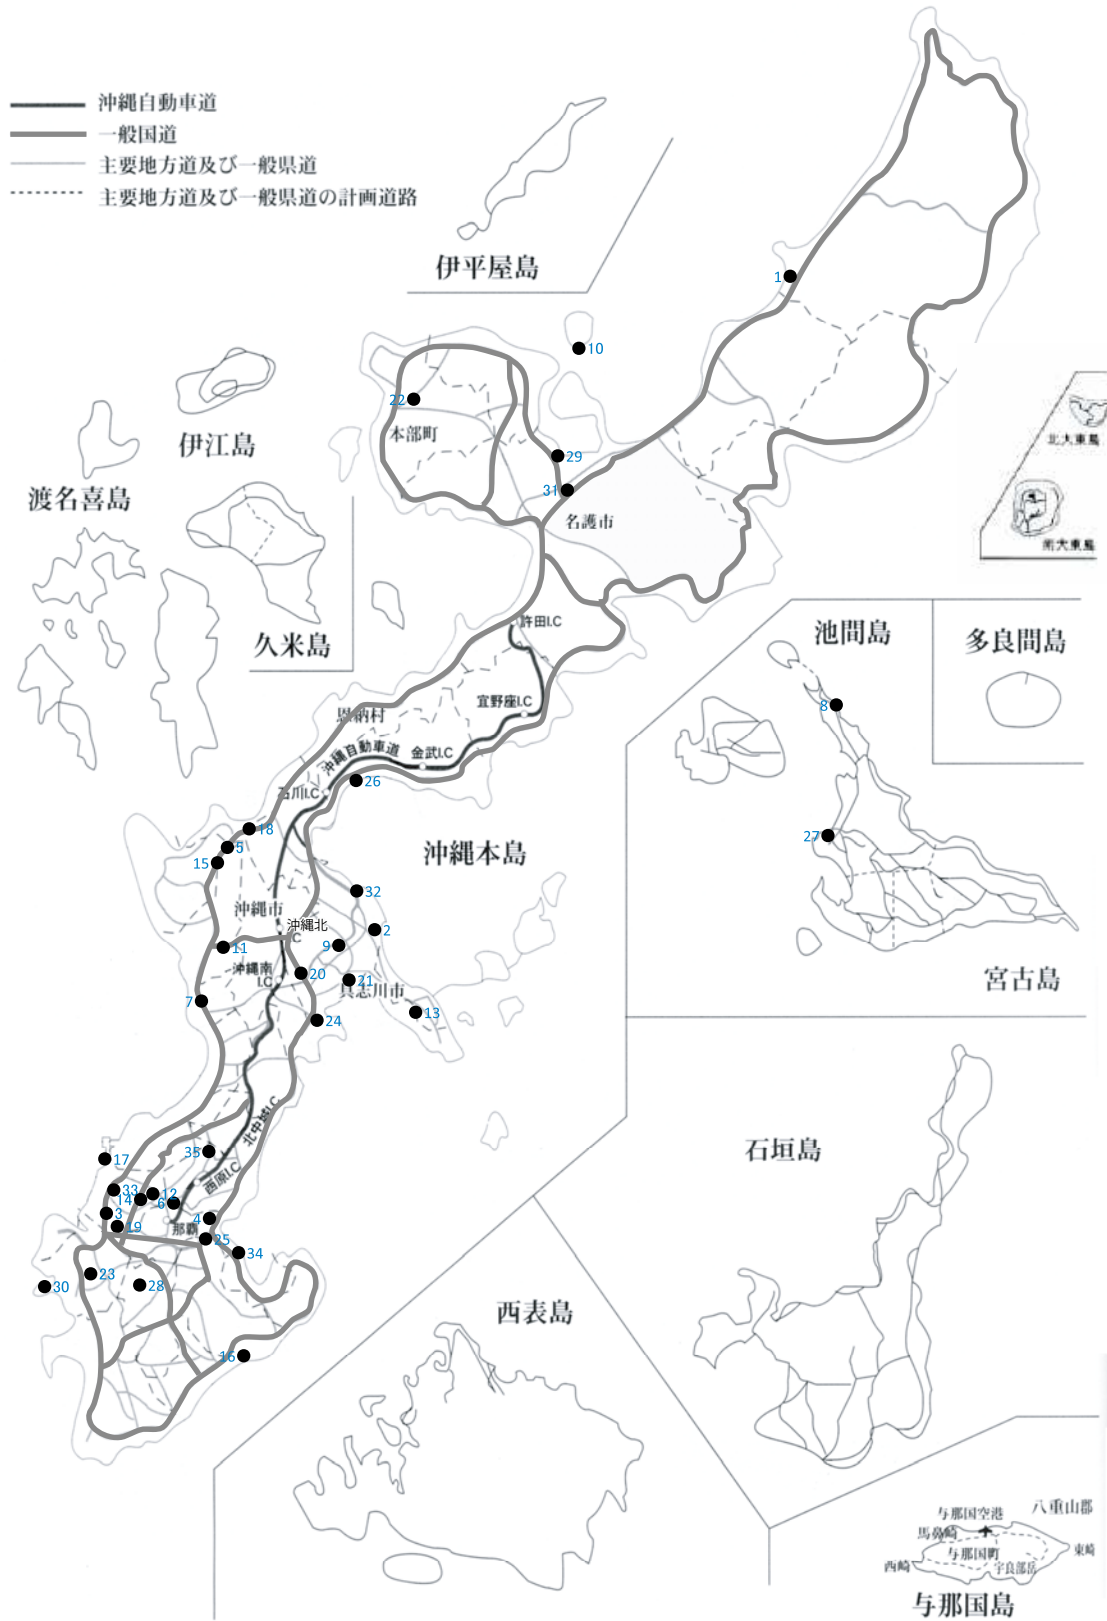 沖縄自動車道
一般国道
主要地方道及び一般県道
主要地方道及び一般県道の計画道路
伊平屋島
1
10
22
本部町
伊江島
北大東島
渡名喜島
29
31
名護市
南大東島
久米島
許田I.C
池間島
多良間島
宜野座I.C
8
恩納村
沖縄自動車道
金武I.C
26
石川I.C
18
5
15
27
沖縄本島
32
沖縄市
沖縄北
I.C
2
9
11
沖縄南
I.C
20
21
具志川市
宮古島
7
13
24
北中城I.C
35
17
石垣島
西原I.C
33
14
12
6
3
19
4
那覇
25
34
23
28
30
西表島
16
与那国空港
八重山郡
馬鼻崎
東崎
与那国町
西崎
宇良部岳
与那国島